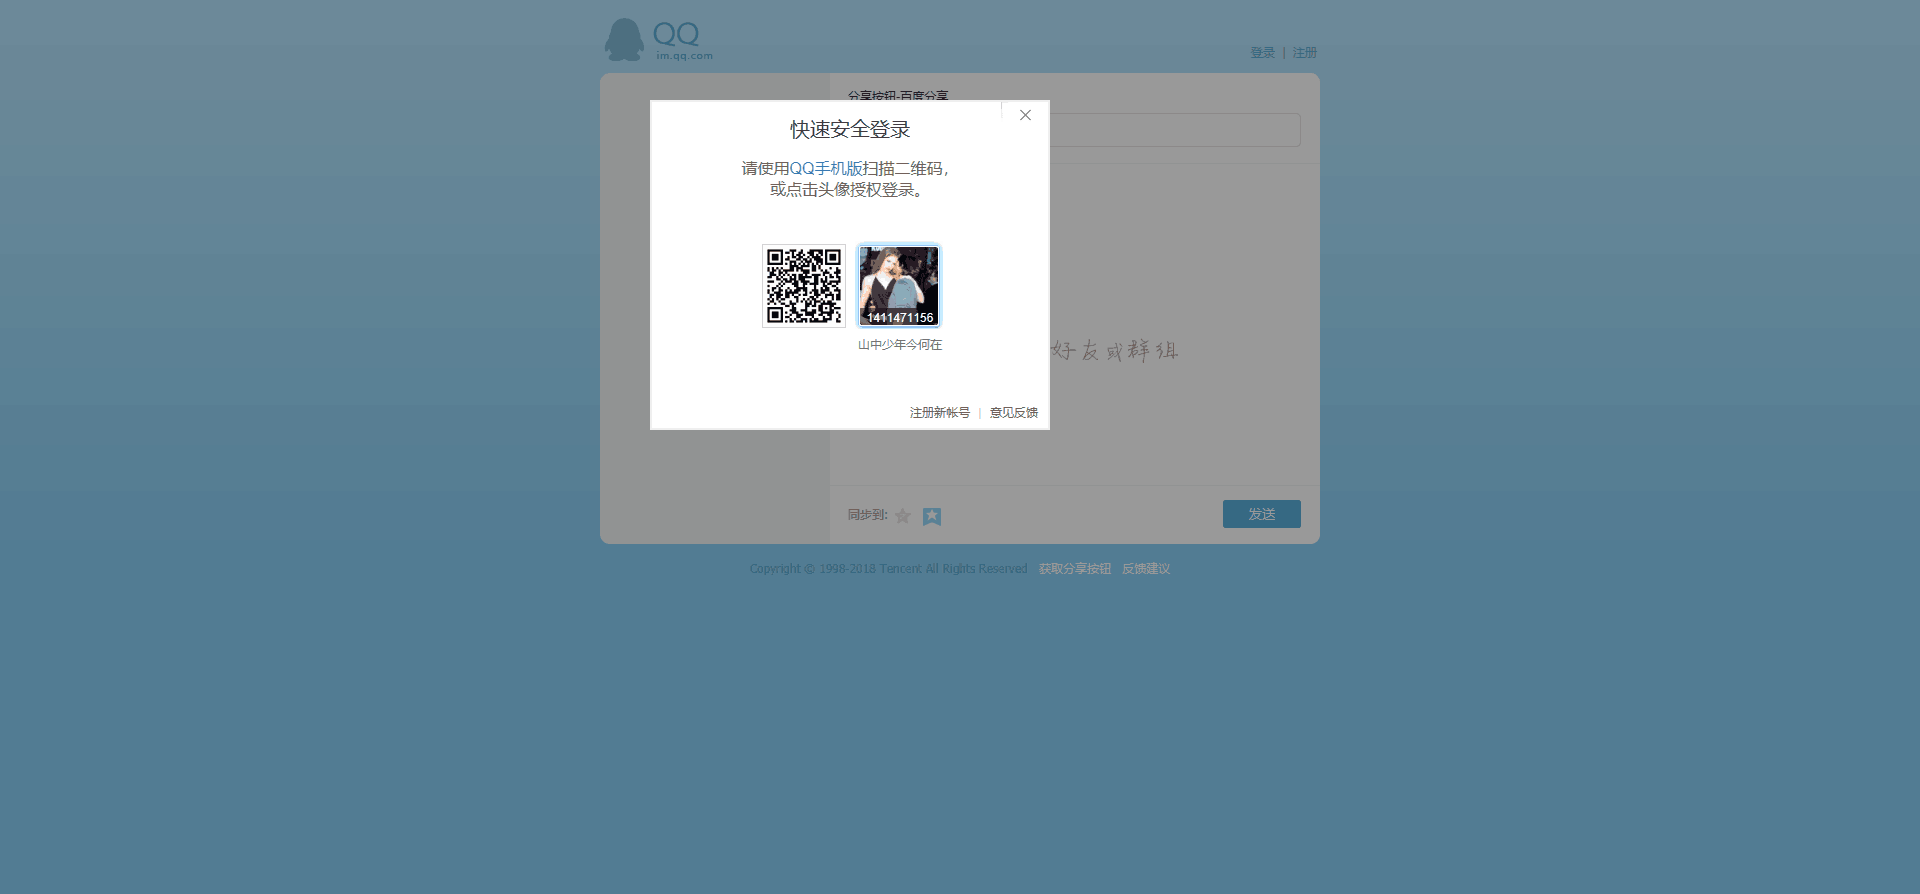 QQ
im.qq.com
登录 | 注册
分享按钮-百度分享
快速安全登录
请使用QQ手机版扫描二维码，
或点击头像授权登录。
1411471156
山中少年今何在
好友或群组
注册新帐号 | 意见反馈
同步到:
发送
Copyright © 1998-2018 Tencent All Rights Reserved 获取分享按钮 反馈建议